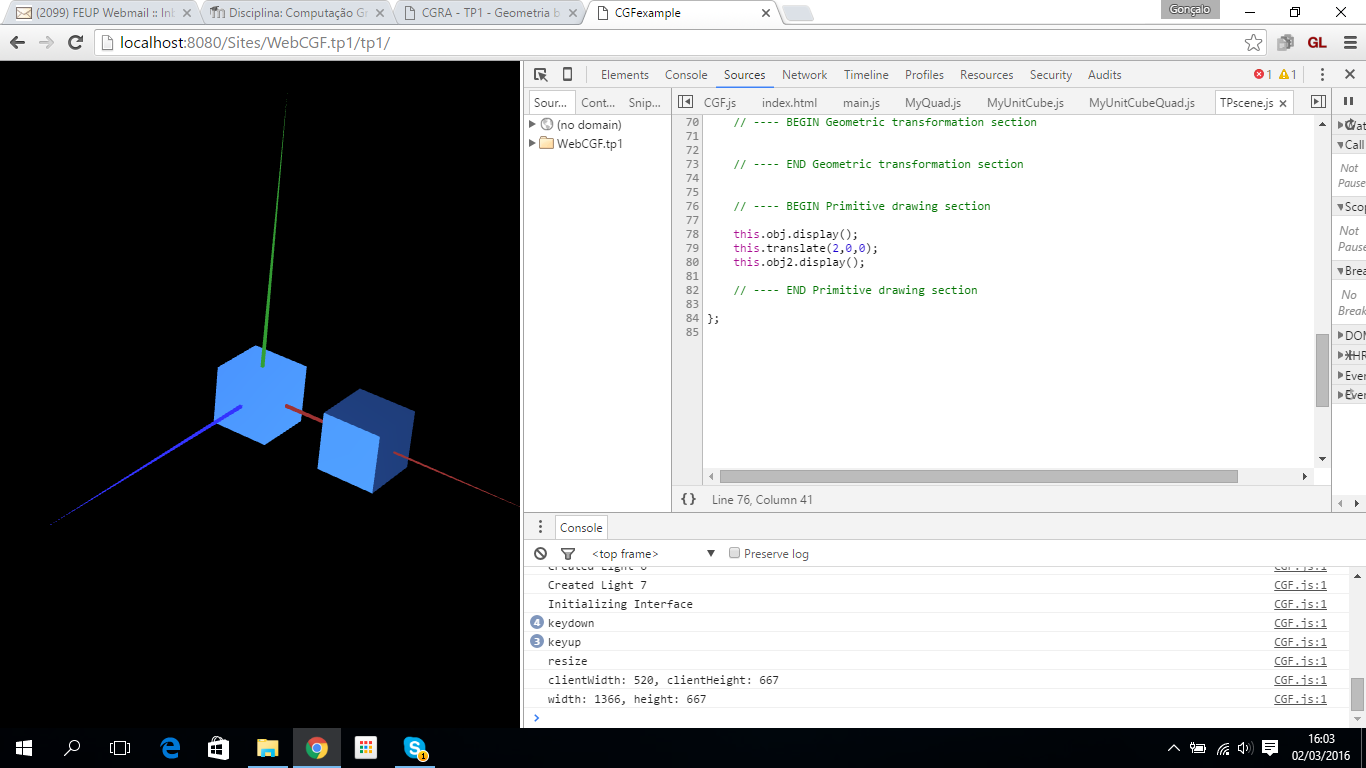 (2099) FEUP Webmail :: Inb
Disciplina: Computação Gr
CGRA - TP1 - Geometria b
CGFexample
Gonçalo
localhost:8080/Sites/WebCGF.tp1/tp1/
GL
Elements Console Sources Network Timeline Profiles Resources Security Audits
1 1
Sour... Cont... Snip...
CGF.js index.html main.js MyQuad.js MyUnitCube.js MyUnitCubeQuad.js TPscene.js
(no domain)
WebCGF.tp1
70 // ---- BEGIN Geometric transformation section
71
72
73 // ---- END Geometric transformation section
74
75
76 // ---- BEGIN Primitive drawing section
77
78 this.obj.display();
79 this.translate(2,0,0);
80 this.obj2.display();
81
82 // ---- END Primitive drawing section
83
84 };
85
Wat
Call
Not
Pause
Scop
Not
Pause
Brea
No
Break
DOM
XHR
Even
Even
{} Line 76, Column 41
Console
<top frame> Preserve log
Created Light 6 CGF.js:1
Created Light 7 CGF.js:1
Initializing Interface CGF.js:1
4 keydown CGF.js:1
3 keyup CGF.js:1
resize CGF.js:1
clientWidth: 520, clientHeight: 667 CGF.js:1
width: 1366, height: 667 CGF.js:1
>
1
16:03
02/03/2016